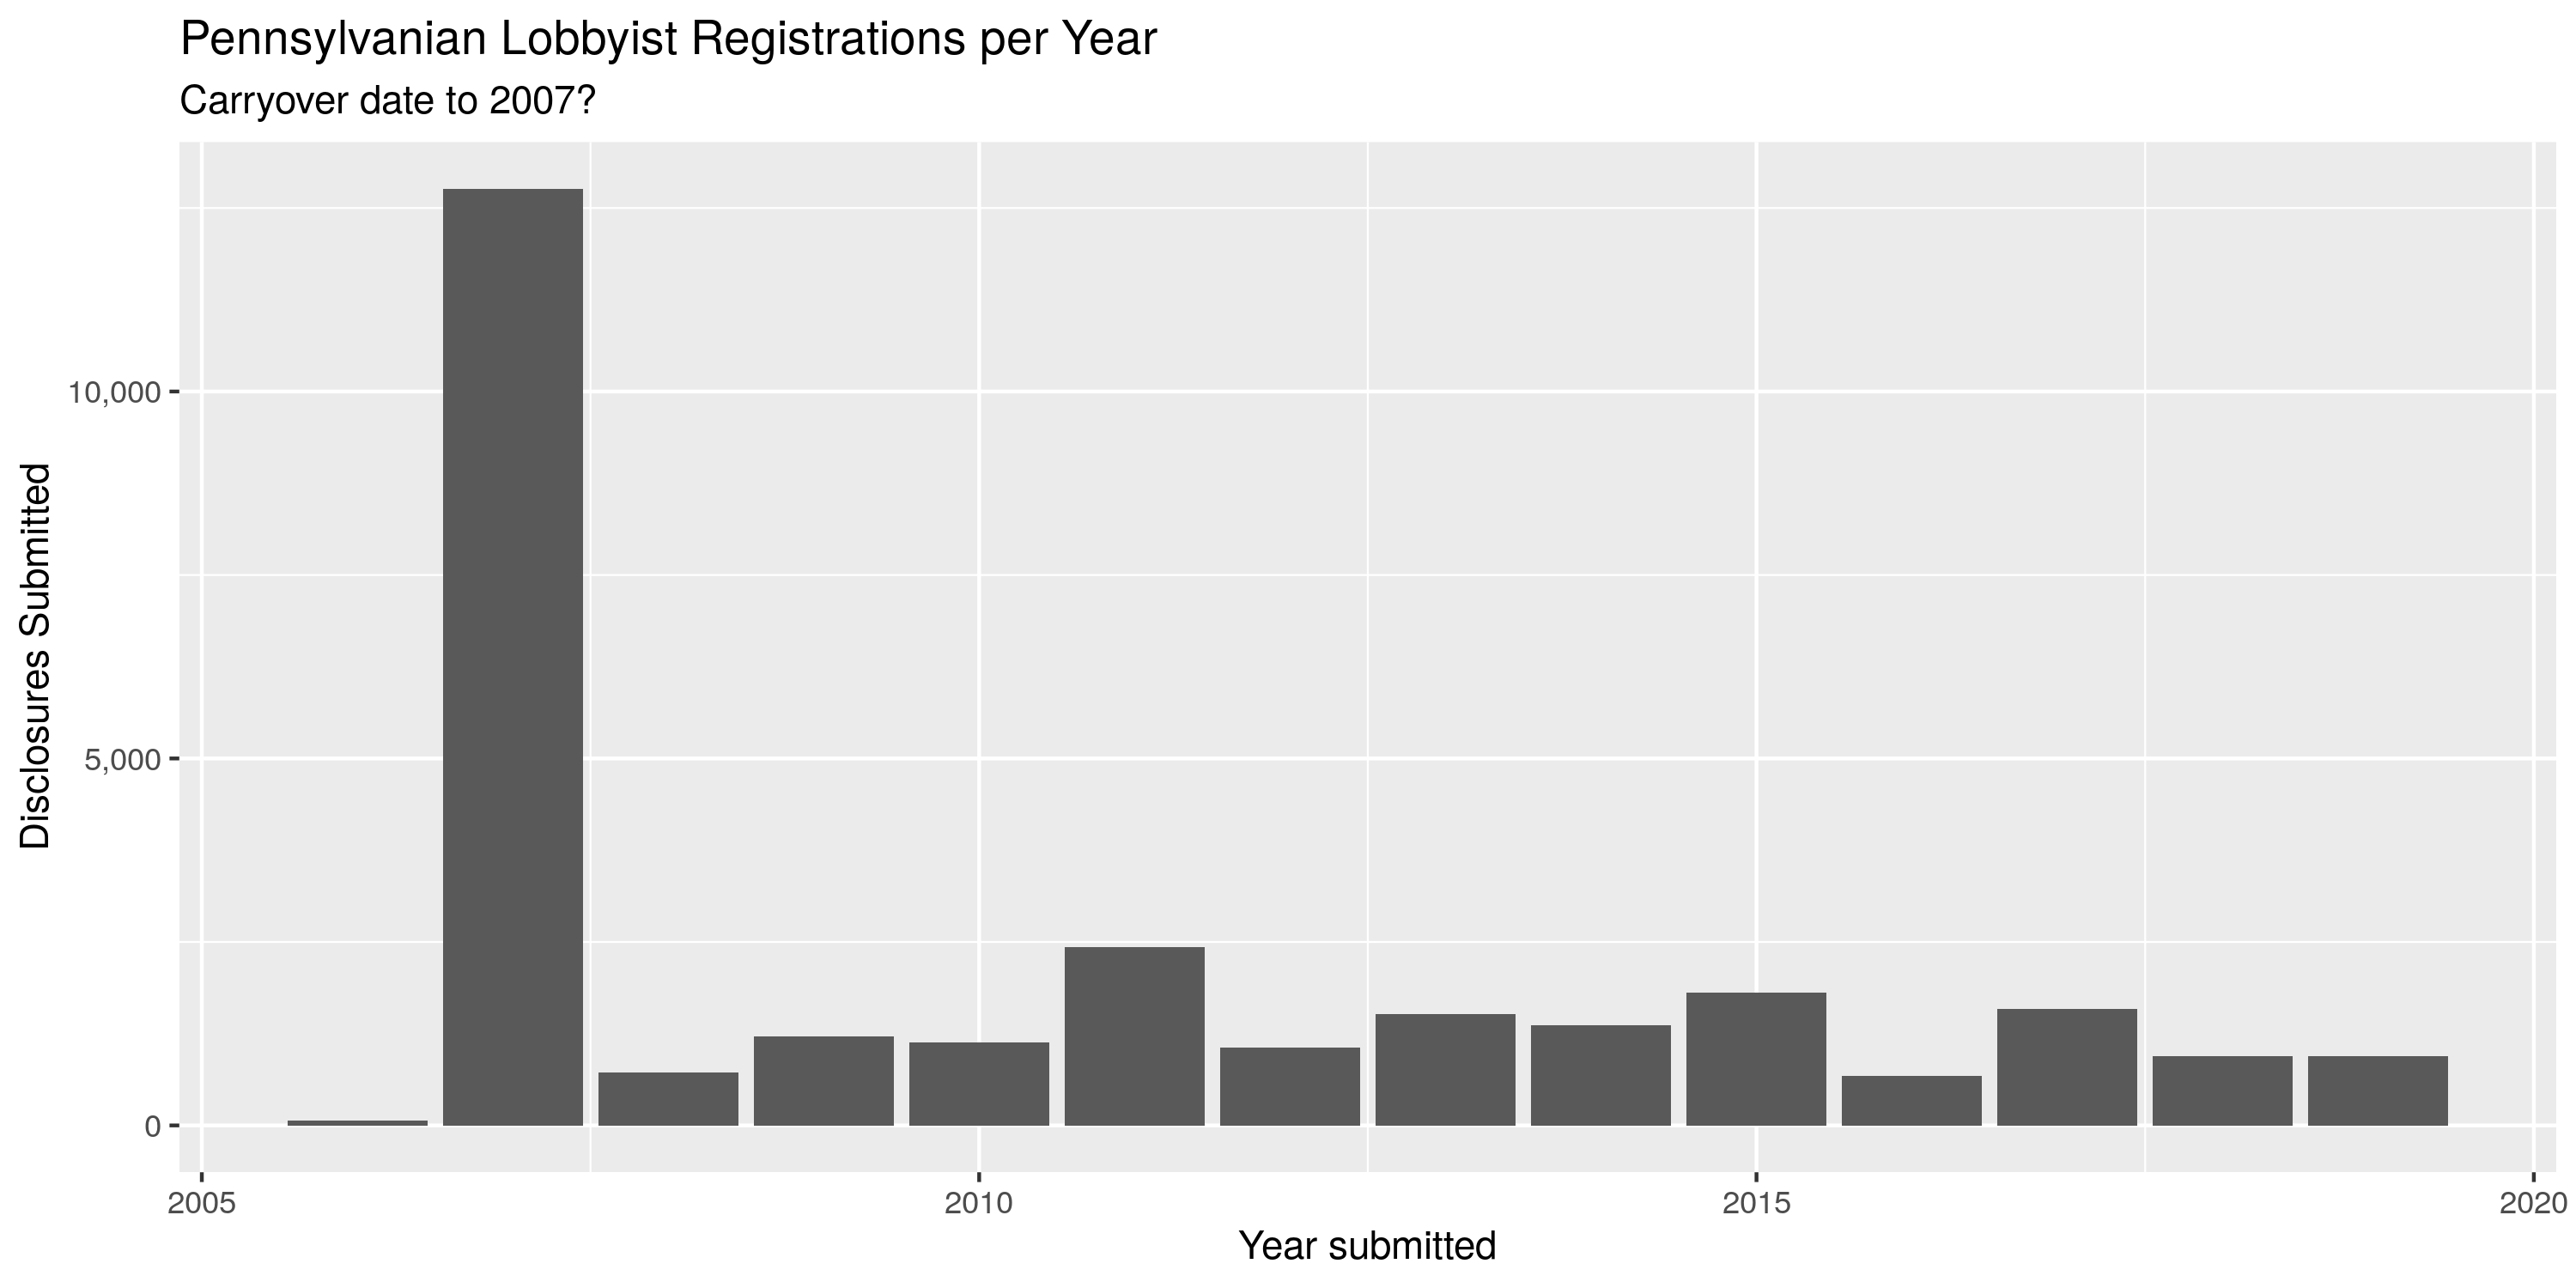 Pennsylvanian Lobbyist Registrations per Year
Carryover date to 2007?
Disclosures Submitted
10,000
5,000
0
2005
2010
2015
2020
Year submitted